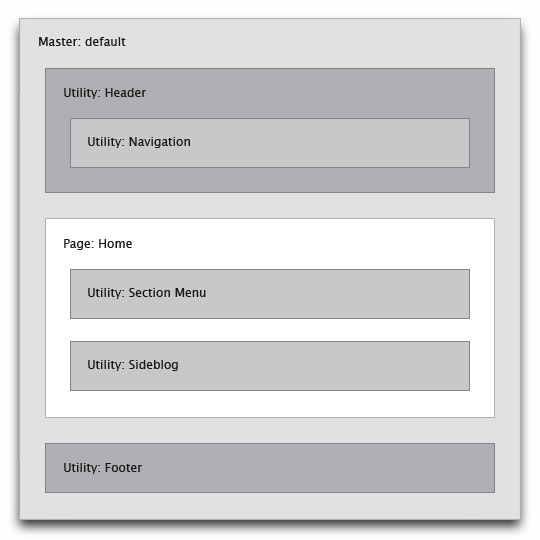 Master: default
Utility: Header
Utility: Navigation
Page: Home
Utility: Section Menu
Utility: Sideblog
Utility: Footer